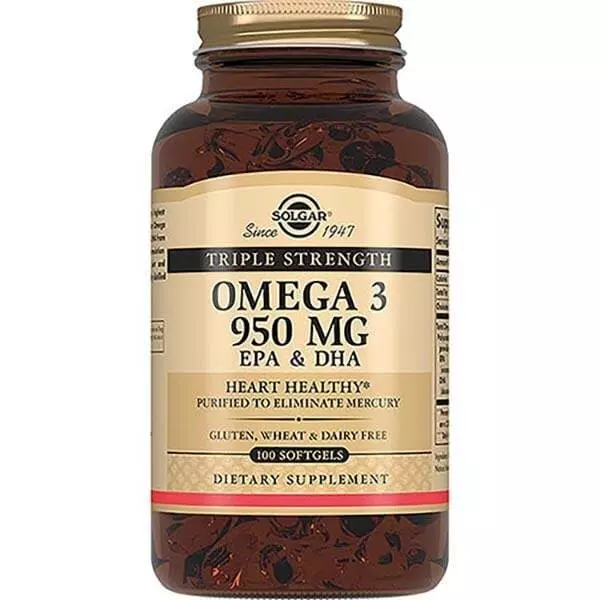 SOLGAR®
Since 1947
TRIPLE STRENGTH
OMEGA 3
950 MG
EPA & DHA
HEART HEALTHY*
PURIFIED TO ELIMINATE MERCURY
GLUTEN, WHEAT & DAIRY FREE
100 SOFTGELS
DIETARY SUPPLEMENT